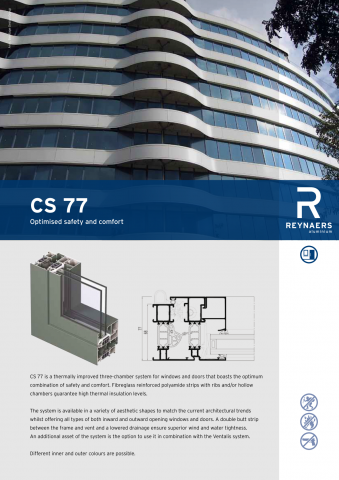 CS 77
Optimised safety and comfort
REYNAERS
aluminium
CS 77 is a thermally improved three-chamber system for windows and doors that boasts the optimum
combination of safety and comfort. Fibreglass reinforced polyamide strips with ribs and/or hollow
chambers guarantee high thermal insulation levels.
The system is available in a variety of aesthetic shapes to match the current architectural trends
whilst offering all types of both inward and outward opening windows and doors. A double butt strip
between the frame and vent and a lowered drainage ensure superior wind and water tightness.
An additional asset of the system is the option to use it in combination with the Ventalis system.
Different inner and outer colours are possible.